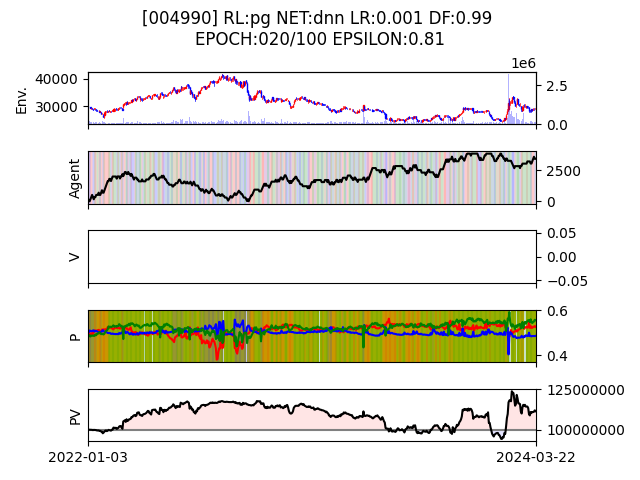 [004990] RL:pg NET:dnn LR:0.001 DF:0.99
EPOCH:020/100 EPSILON:0.81
1e6
Env.
40000
30000
2.5
0.0
Agent
2500
0
V
0.05
0.00
−0.05
P
0.6
0.4
PV
125000000
100000000
2022-01-03
2024-03-22